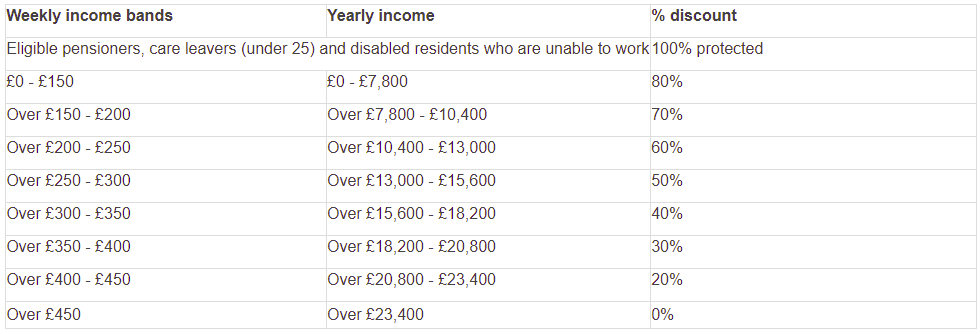 Weekly income bands Yearly income % discount
Eligible pensioners, care leavers (under 25) and disabled residents who are unable to work 100% protected
£0 - £150 £0 - £7,800 80%
Over £150 - £200 Over £7,800 - £10,400 70%
Over £200 - £250 Over £10,400 - £13,000 60%
Over £250 - £300 Over £13,000 - £15,600 50%
Over £300 - £350 Over £15,600 - £18,200 40%
Over £350 - £400 Over £18,200 - £20,800 30%
Over £400 - £450 Over £20,800 - £23,400 20%
Over £450 Over £23,400 0%